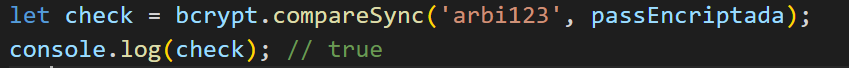 let check = bcrypt.compareSync('arbi123', passEncriptada);
console.log(check); // true